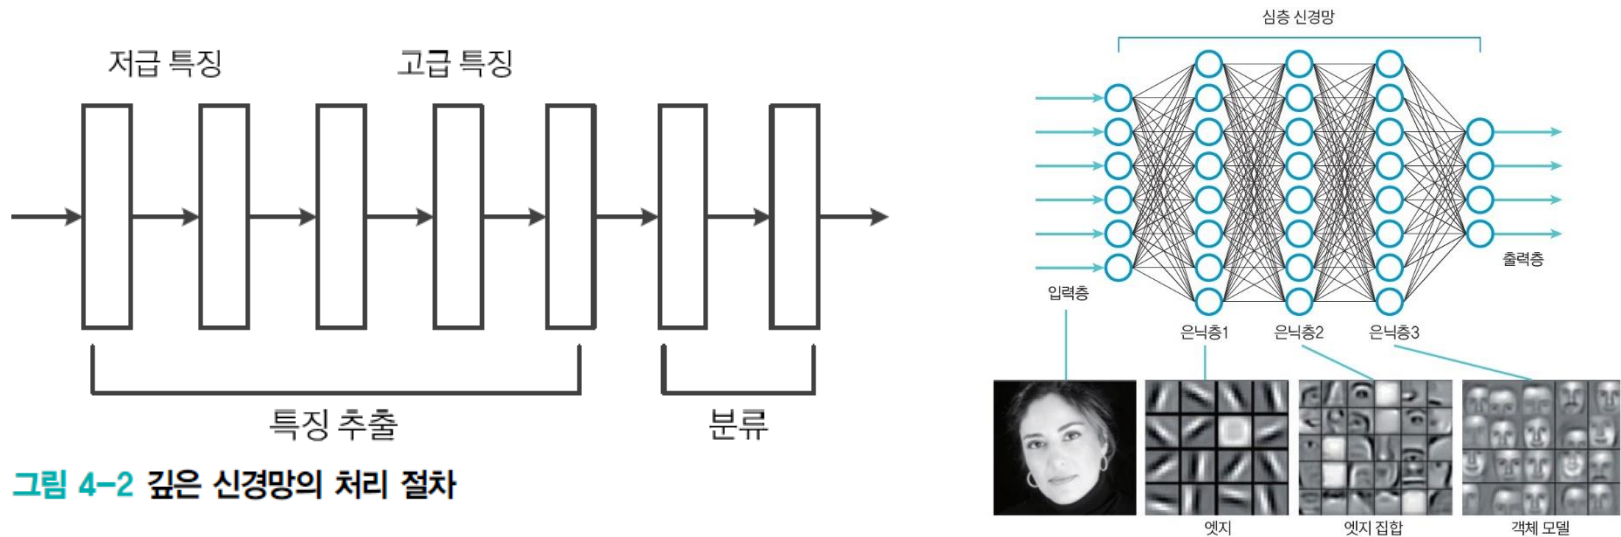 저급 특징
고급 특징
특징 추출
분류
그림 4-2 깊은 신경망의 처리 절차
심층 신경망
입력층
출력층
은닉층1
은닉층2
은닉층3
엣지
엣지 집합
객체 모델